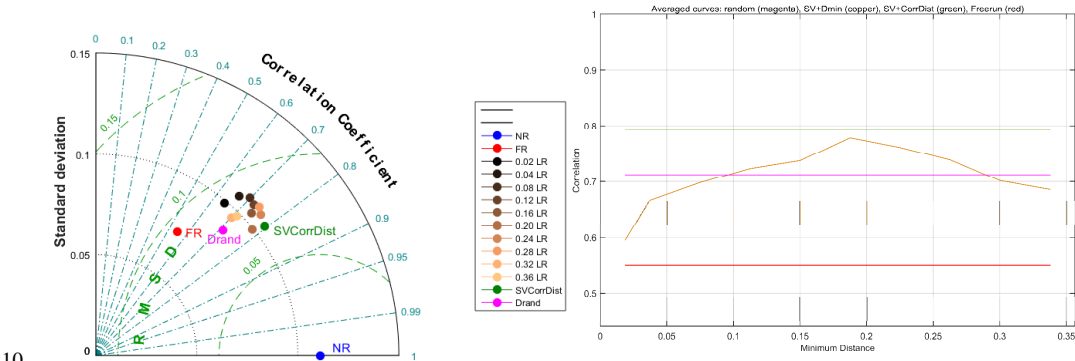 Averaged curves: random (magenta), SV+Dmin (copper), SV+CorrDist (green), Freerun (red)
0 0.1 0.2 0.3 0.4 0.5 0.6 0.7 0.8 0.9 0.95 0.99 1
Correlation Coefficient
Standard deviation
0.15
0.1
0.05
0
0.15
0.1
0.05
RMSD
FR
Drand
SVCorrDist
NR
NR
FR
0.02 LR
0.04 LR
0.08 LR
0.12 LR
0.16 LR
0.20 LR
0.24 LR
0.28 LR
0.32 LR
0.36 LR
SVCorrDist
Drand
Correlation
1
0.9
0.8
0.7
0.6
0.5
0 0.05 0.1 0.15 0.2 0.25 0.3 0.35
Minimum Distance
10